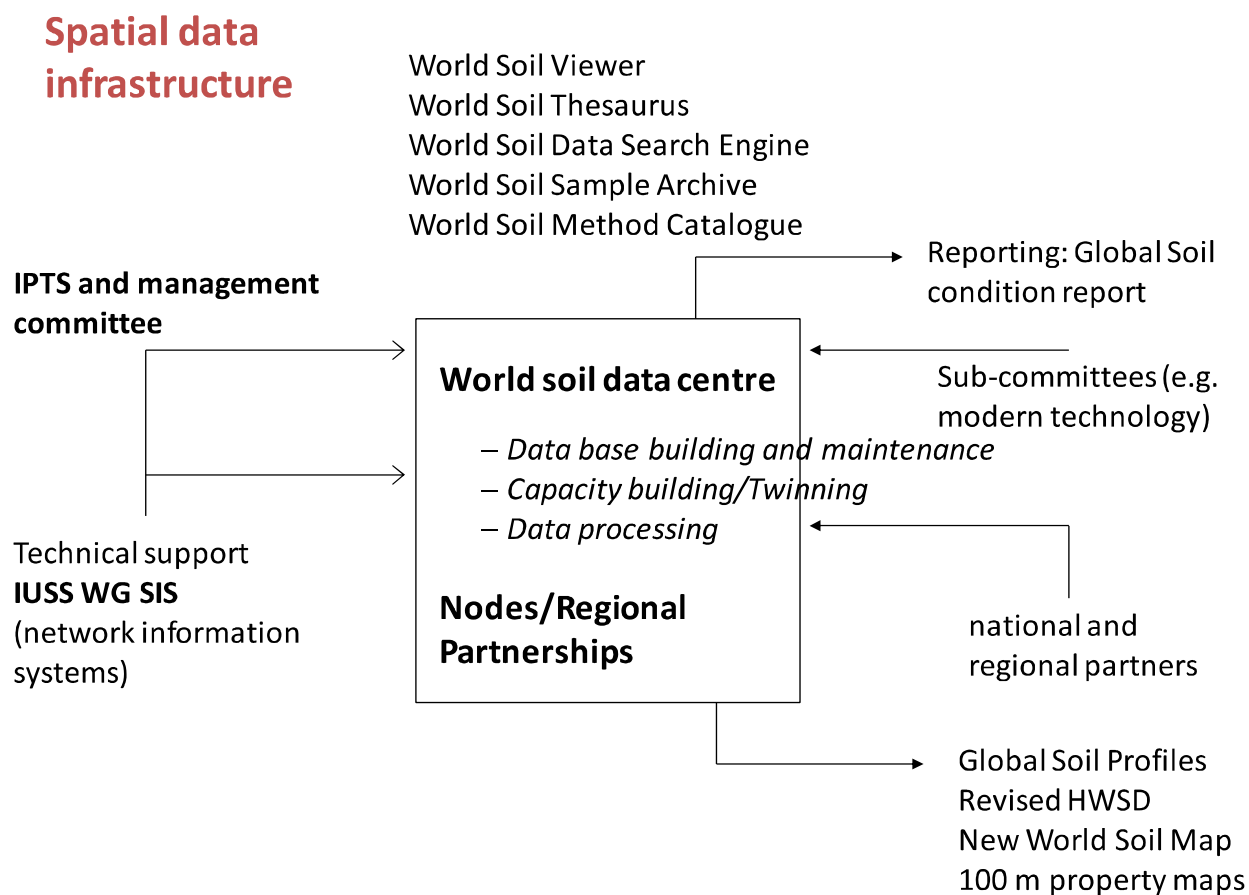 Spatial data
infrastructure
World Soil Viewer
World Soil Thesaurus
World Soil Data Search Engine
World Soil Sample Archive
World Soil Method Catalogue
Reporting: Global Soil
condition report
IPTS and management
committee
World soil data centre
– Data base building and maintenance
– Capacity building/Twinning
– Data processing
Nodes/Regional
Partnerships
Sub-committees (e.g.
modern technology)
Technical support
IUSS WG SIS
(network information
systems)
national and
regional partners
Global Soil Profiles
Revised HWSD
New World Soil Map
100 m property maps